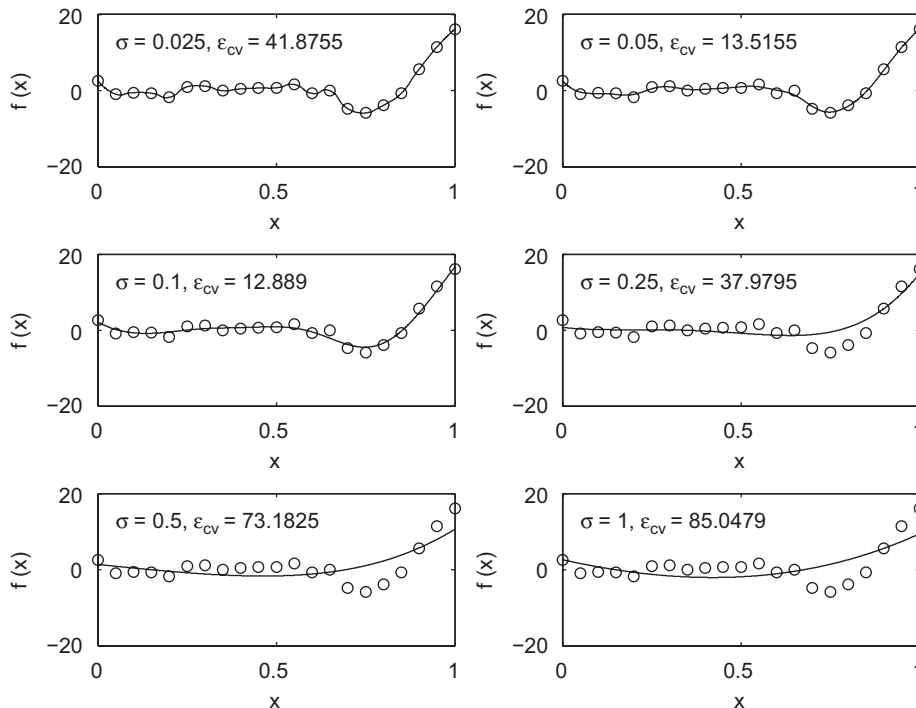 20
σ = 0.025, ε_cv = 41.8755
f (x)
0
−20
0
0.5
1
x
20
σ = 0.05, ε_cv = 13.5155
f (x)
0
−20
0
0.5
1
x
20
σ = 0.1, ε_cv = 12.889
f (x)
0
−20
0
0.5
1
x
20
σ = 0.25, ε_cv = 37.9795
f (x)
0
−20
0
0.5
1
x
20
σ = 0.5, ε_cv = 73.1825
f (x)
0
−20
0
0.5
1
x
20
σ = 1, ε_cv = 85.0479
f (x)
0
−20
0
0.5
1
x